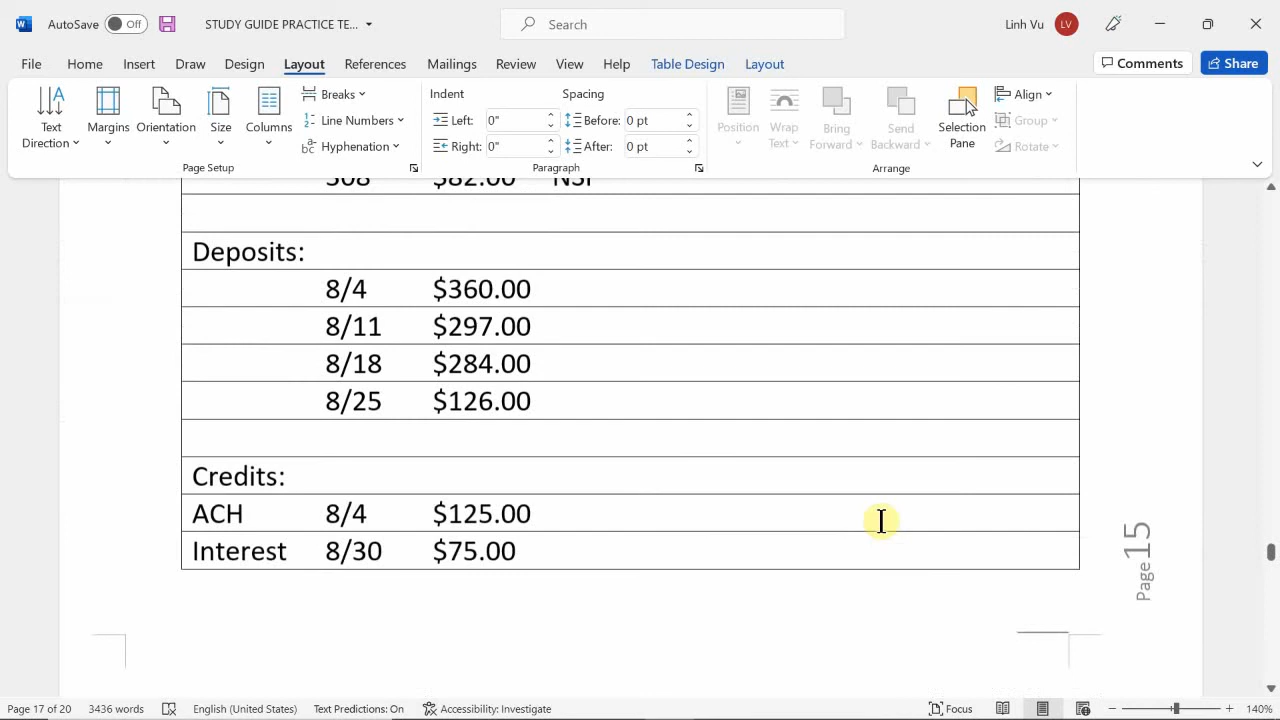 AutoSave Off STUDY GUIDE PRACTICE TE... Search Linh Vu LV
File Home Insert Draw Design Layout References Mailings Review View Help Table Design Layout Comments Share
Text Direction Margins Orientation Size Columns
Breaks
Line Numbers
Hyphenation
Page Setup
Indent Spacing
Left: 0" Before: 0 pt
Right: 0" After: 0 pt
Paragraph
Position Wrap Text Bring Forward Send Backward Selection Pane
Align
Group
Rotate
Arrange
308 $82.00 NSF
Deposits:
8/4 $360.00
8/11 $297.00
8/18 $284.00
8/25 $126.00
Credits:
ACH 8/4 $125.00
Interest 8/30 $75.00
Page 15
Page 17 of 20 3436 words English (United States) Text Predictions: On Accessibility: Investigate Focus 140%